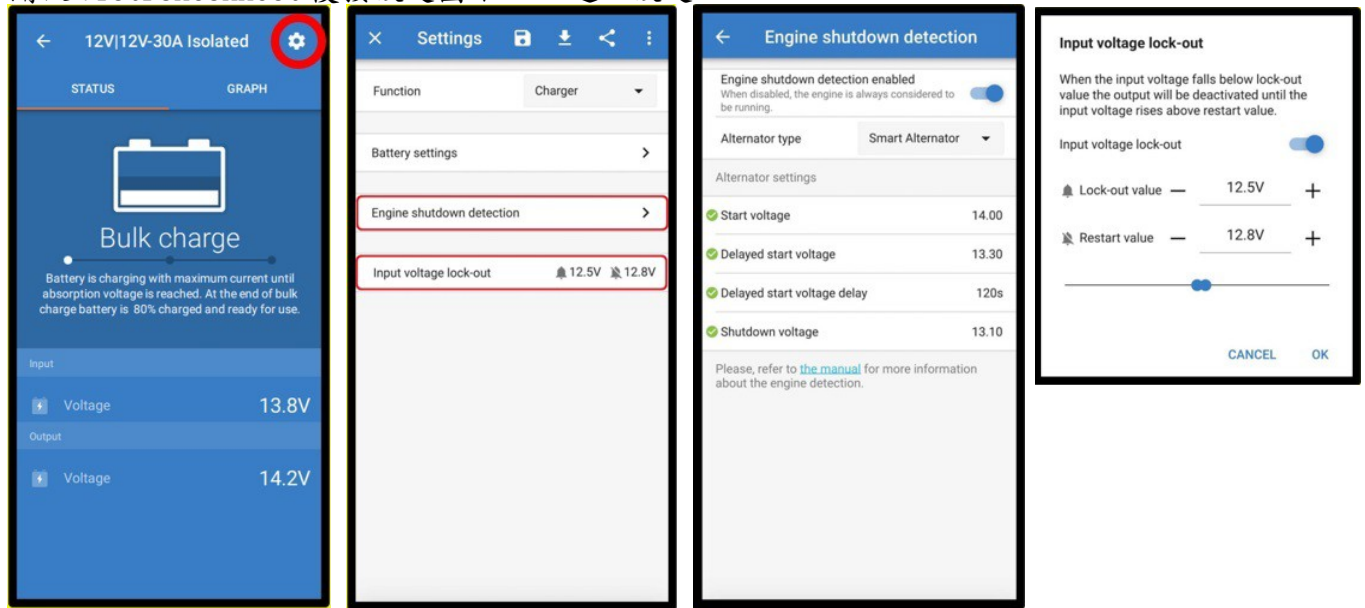 12V|12V-30A Isolated
STATUS
GRAPH
Bulk charge
Battery is charging with maximum current until
absorption voltage is reached. At the end of bulk
charge battery is 80% charged and ready for use.
Input
Voltage 13.8V
Output
Voltage 14.2V
Settings
Function Charger
Battery settings
Engine shutdown detection
Input voltage lock-out 12.5V 12.8V
Engine shutdown detection
Engine shutdown detection enabled
When disabled, the engine is always considered to
be running.
Alternator type Smart Alternator
Alternator settings
Start voltage 14.00
Delayed start voltage 13.30
Delayed start voltage delay 120s
Shutdown voltage 13.10
Please, refer to the manual for more information
about the engine detection.
Input voltage lock-out
When the input voltage falls below lock-out
value the output will be deactivated until the
input voltage rises above restart value.
Input voltage lock-out
Lock-out value — 12.5V +
Restart value — 12.8V +
CANCEL OK